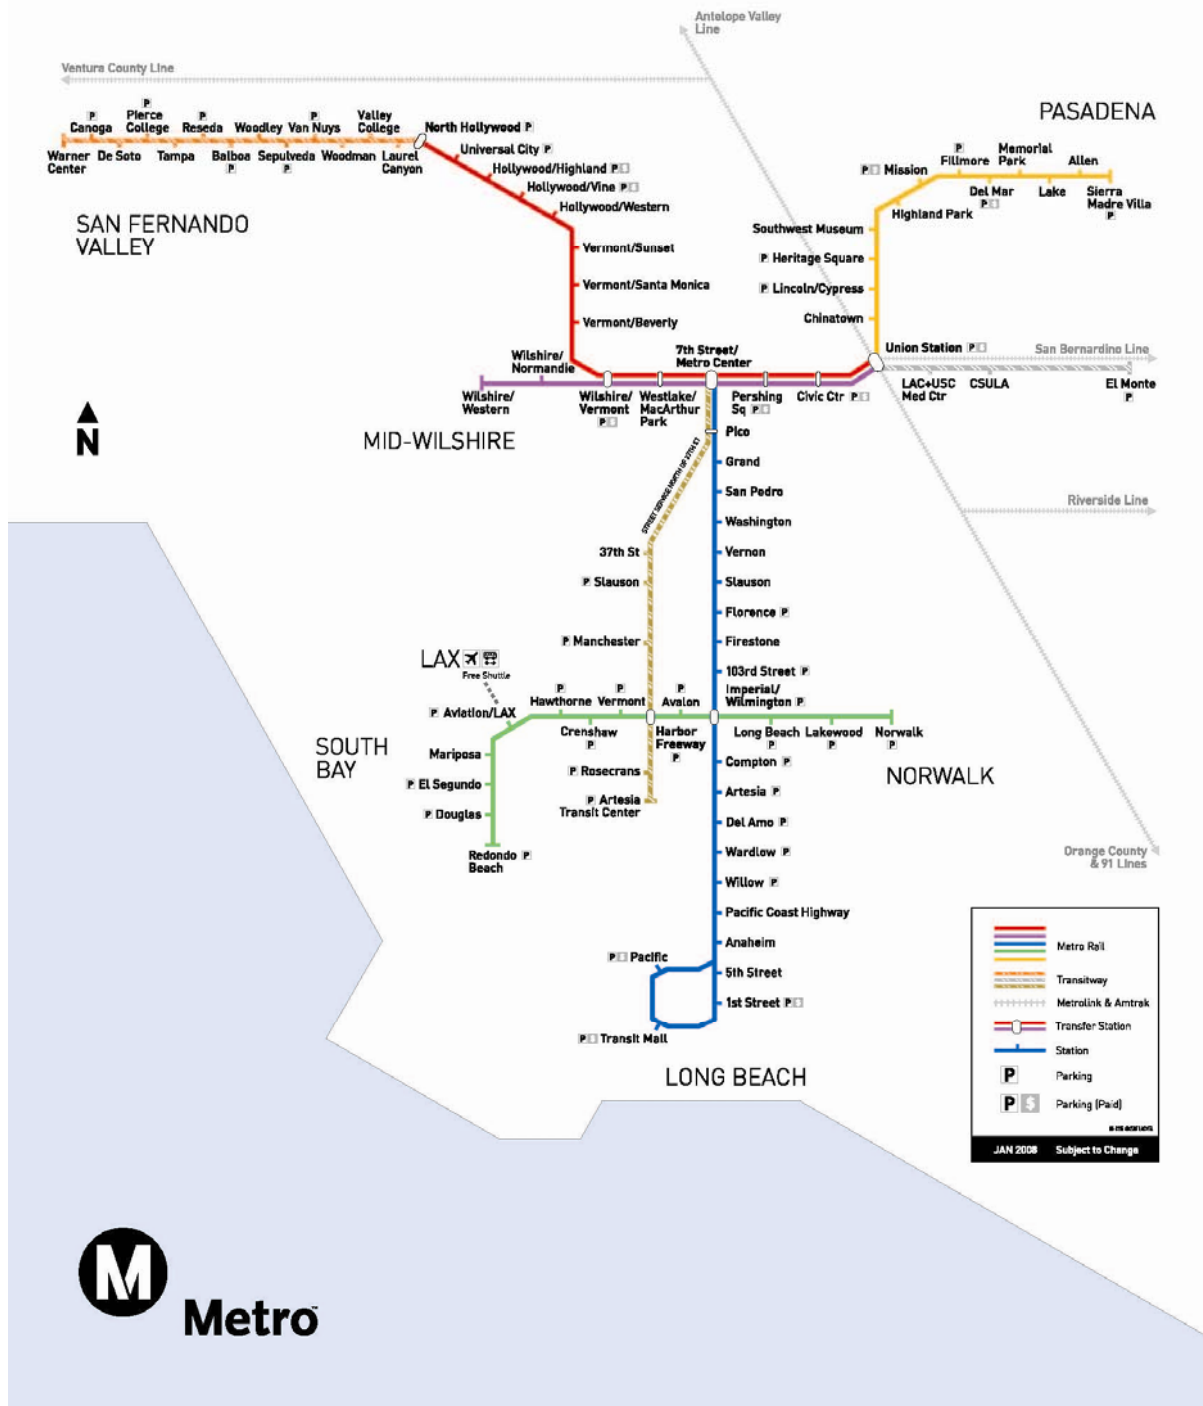 Antelope Valley
Line
Ventura County Line
PASADENA
Canoga P
Pierce
College P
Reseda P
Woodley
Van Nuys P
Valley
College
North Hollywood P
Warner
Center
De Soto
Tampa
Balboa
P
Sepulveda
P
Woodman
Laurel
Canyon
Universal City P
Hollywood/Highland P $
Hollywood/Vine P $
Hollywood/Western
SAN FERNANDO
VALLEY
Vermont/Sunset
Vermont/Santa Monica
Vermont/Beverly
P $ Mission
P
Fillmore
Memorial
Park
Allen
Highland Park
Del Mar
P $
Lake
Sierra
Madre Villa
P
Southwest Museum
P Heritage Square
P Lincoln/Cypress
Chinatown
Union Station P $
San Bernardino Line
Wilshire/
Normandie
7th Street/
Metro Center
Wilshire/
Western
Wilshire/
Vermont
P $
Westlake/
MacArthur
Park
Pershing
Sq P $
Civic Ctr P $
LAC+USC
Med Ctr
CSULA
El Monte
P
N
MID-WILSHIRE
Pico
STREET SERVICE NORTH OF 37TH ST
Grand
San Pedro
Washington
Vernon
Slauson
Florence P
Firestone
103rd Street P
Imperial/
Wilmington P
Riverside Line
37th St
P Slauson
P Manchester
LAX
Free Shuttle
P Aviation/LAX
P
Hawthorne
P
Vermont
P
Avalon
Crenshaw
P
Harbor
Freeway
P
Long Beach
P
Lakewood
P
Norwalk
P
SOUTH
BAY
Mariposa
P El Segundo
P Douglas
Redondo P
Beach
P Rosecrans
P Artesia
Transit Center
NORWALK
Compton P
Artesia P
Del Amo P
Wardlow P
Willow P
Pacific Coast Highway
Anaheim
5th Street
1st Street P $
P $ Pacific
P $ Transit Mall
LONG BEACH
Orange County
& 91 Lines
Metro Rail
Transitway
Metrolink & Amtrak
Transfer Station
Station
P Parking
P $ Parking (Paid)
JAN 2008 Subject to Change
M
Metro